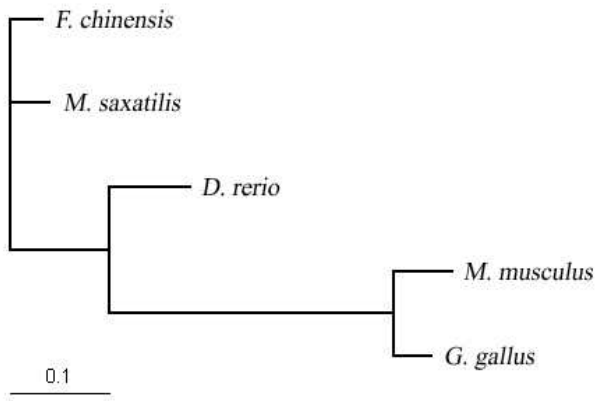 F. chinensis
M. saxatilis
D. rerio
M. musculus
G. gallus
0.1